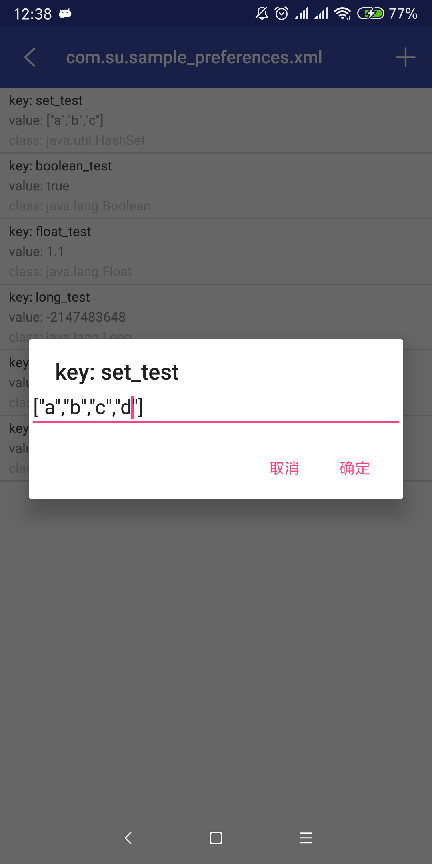 12:38
77%
com.su.sample_preferences.xml
key: set_test
value: ["a","b","c"]
class: java.util.HashSet
key: boolean_test
value: true
class: java.lang.Boolean
key: float_test
value: 1.1
class: java.lang.Float
key: long_test
value: -2147483648
class: java.lang.Long
key: set_test
["a","b","c","d"]
取消
确定